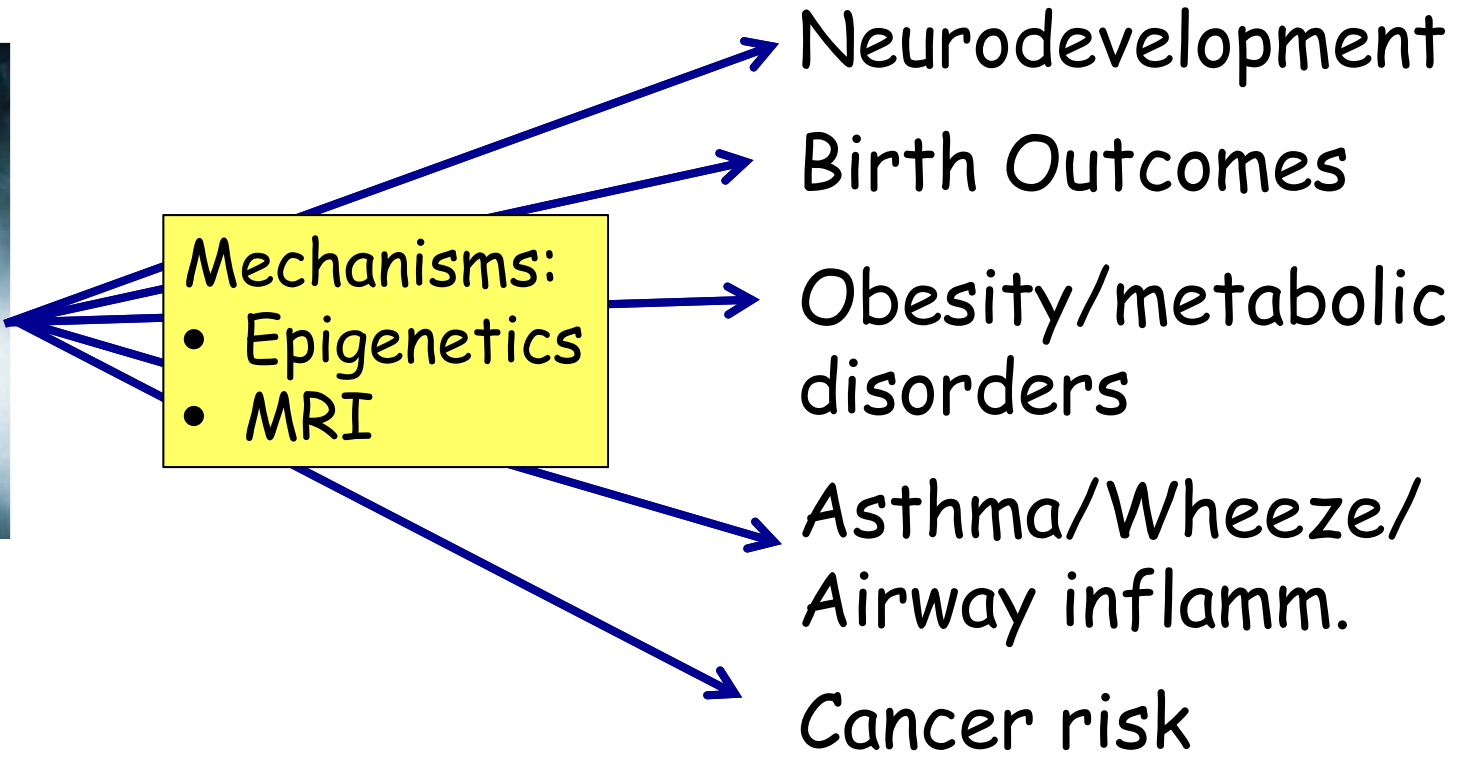 Neurodevelopment
Birth Outcomes
Mechanisms:
• Epigenetics
• MRI
Obesity/metabolic
disorders
Asthma/Wheeze/
Airway inflamm.
Cancer risk